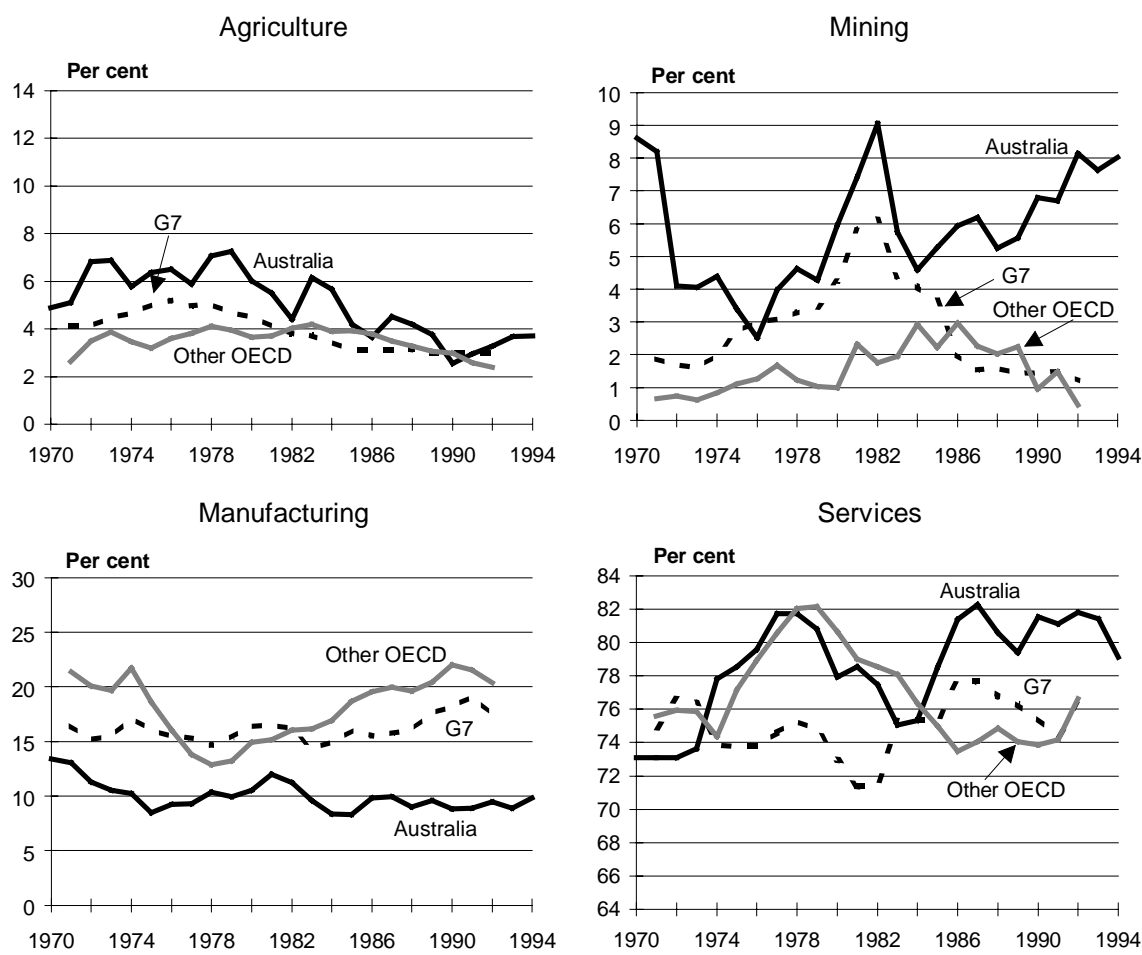 Agriculture
Per cent
14
12
10
8
6
4
2
0
G7
Australia
Other OECD
1970 1974 1978 1982 1986 1990 1994
Mining
Per cent
10
9
8
7
6
5
4
3
2
1
0
Australia
G7
Other OECD
1970 1974 1978 1982 1986 1990 1994
Manufacturing
Per cent
30
25
20
15
10
5
0
Other OECD
G7
Australia
1970 1974 1978 1982 1986 1990 1994
Services
Per cent
84
82
80
78
76
74
72
70
68
66
64
Australia
G7
Other OECD
1970 1974 1978 1982 1986 1990 1994